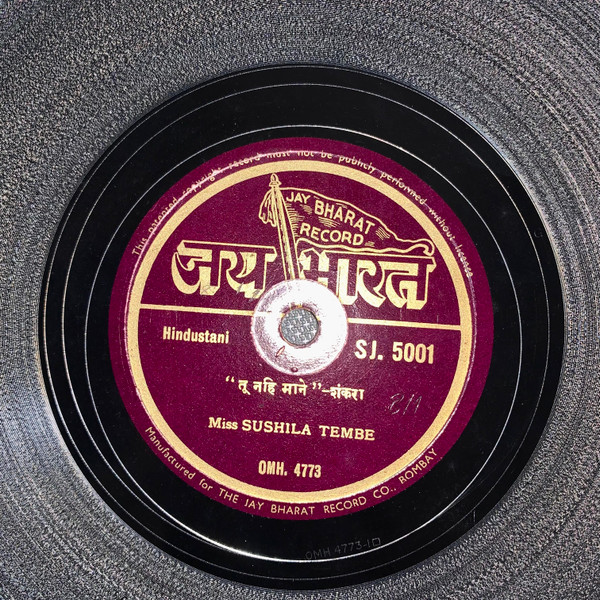 This patented copyright record must not be publicly performed without licence
JAY BHARAT
RECORD
जय भारत
Hindustani
SJ. 5001
“तू नहि माने”-शंकरा
Miss SUSHILA TEMBE
OMH. 4773
Manufactured for THE JAY BHARAT RECORD CO., BOMBAY
OMH 4773-1